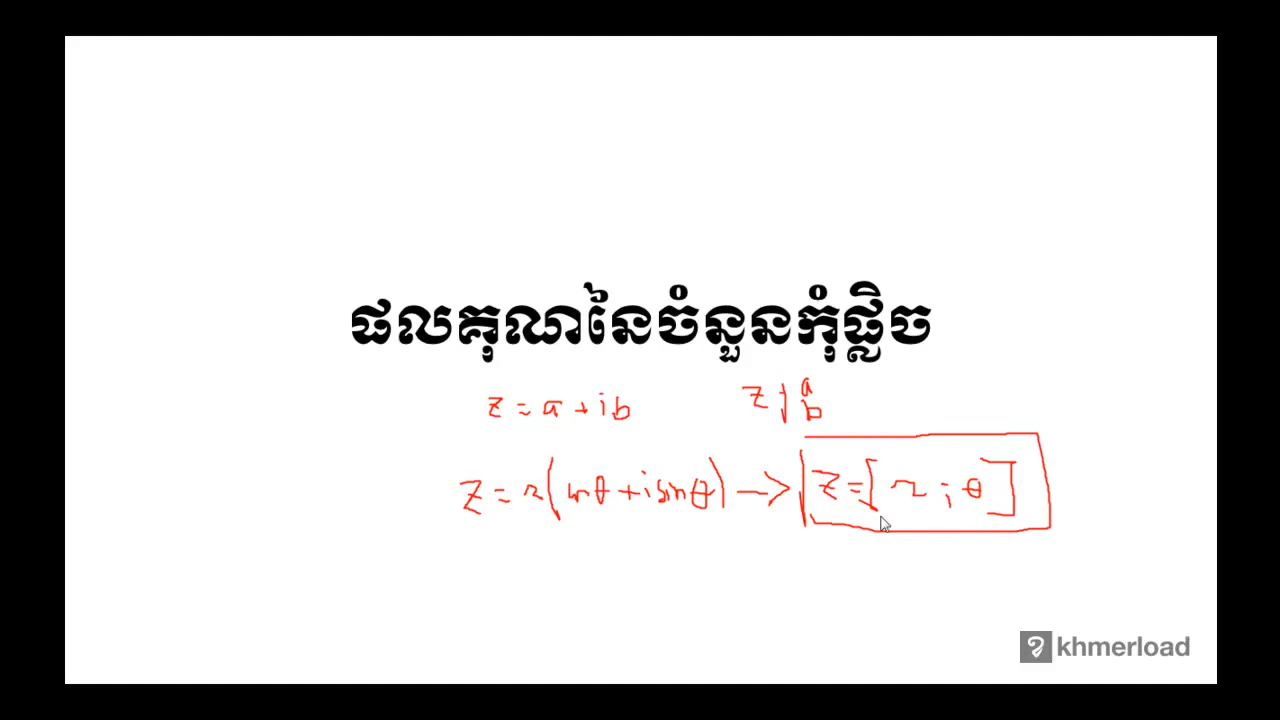 ផលគុណនៃចំនួនកុំផ្លិច
z = a + ib
z | a b
z = r(cosθ + i sinθ) → z = [r ; θ]
khmerload